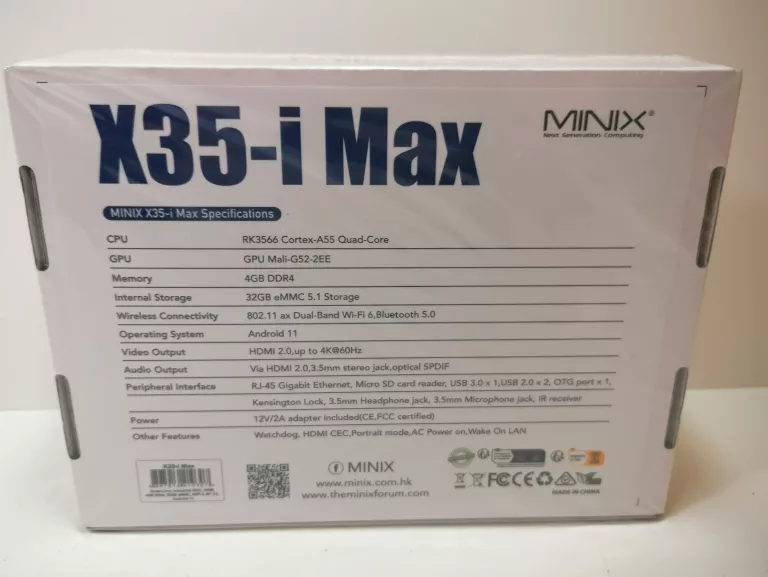 X35-i Max
MINIX®
Next Generation Computing
MINIX X35-i Max Specifications
CPU RK3566 Cortex-A55 Quad-Core
GPU GPU Mali-G52-2EE
Memory 4GB DDR4
Internal Storage 32GB eMMC 5.1 Storage
Wireless Connectivity 802.11 ax Dual-Band Wi-Fi 6,Bluetooth 5.0
Operating System Android 11
Video Output HDMI 2.0,up to 4K@60Hz
Audio Output Via HDMI 2.0,3.5mm stereo jack,optical SPDIF
Peripheral Interface RJ-45 Gigabit Ethernet, Micro SD card reader, USB 3.0 x 1,USB 2.0 x 2, OTG port x 1,
Kensington Lock, 3.5mm Headphone jack, 3.5mm Microphone jack, IR receiver
Power 12V/2A adapter included(CE.FCC certified)
Other Features Watchdog, HDMI CEC,Portrait mode,AC Power on,Wake On LAN
X35-i Max
MINIX
www.minix.com.hk
www.theminixforum.com
FC CE
MADE IN CHINA